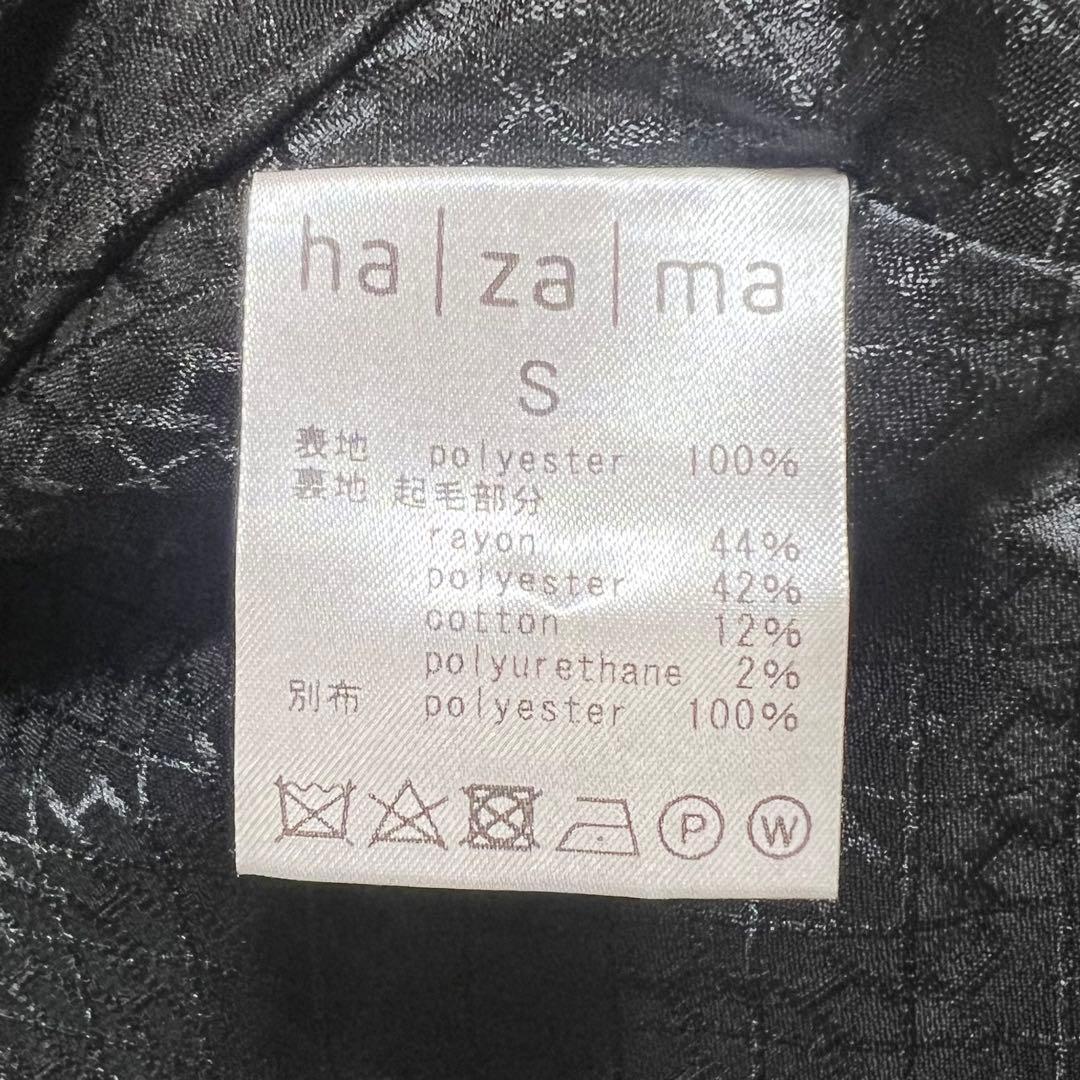 ha|za|ma
S
表地 polyester 100%
裏地 起毛部分
rayon 44%
polyester 42%
cotton 12%
polyurethane 2%
別布 polyester 100%
P W